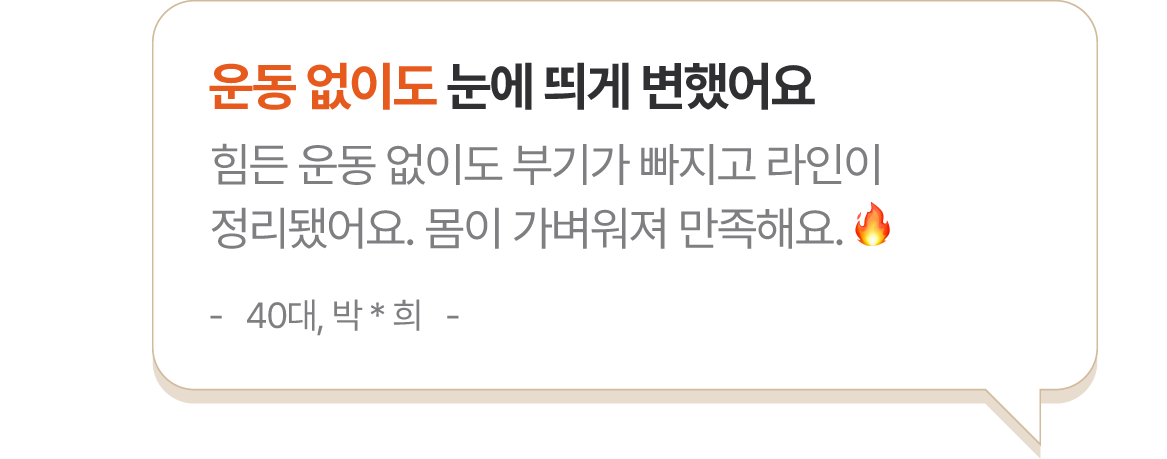 운동 없이도 눈에 띄게 변했어요
힘든 운동 없이도 부기가 빠지고 라인이
정리됐어요. 몸이 가벼워져 만족해요. 🔥
- 40대, 박 * 희 -